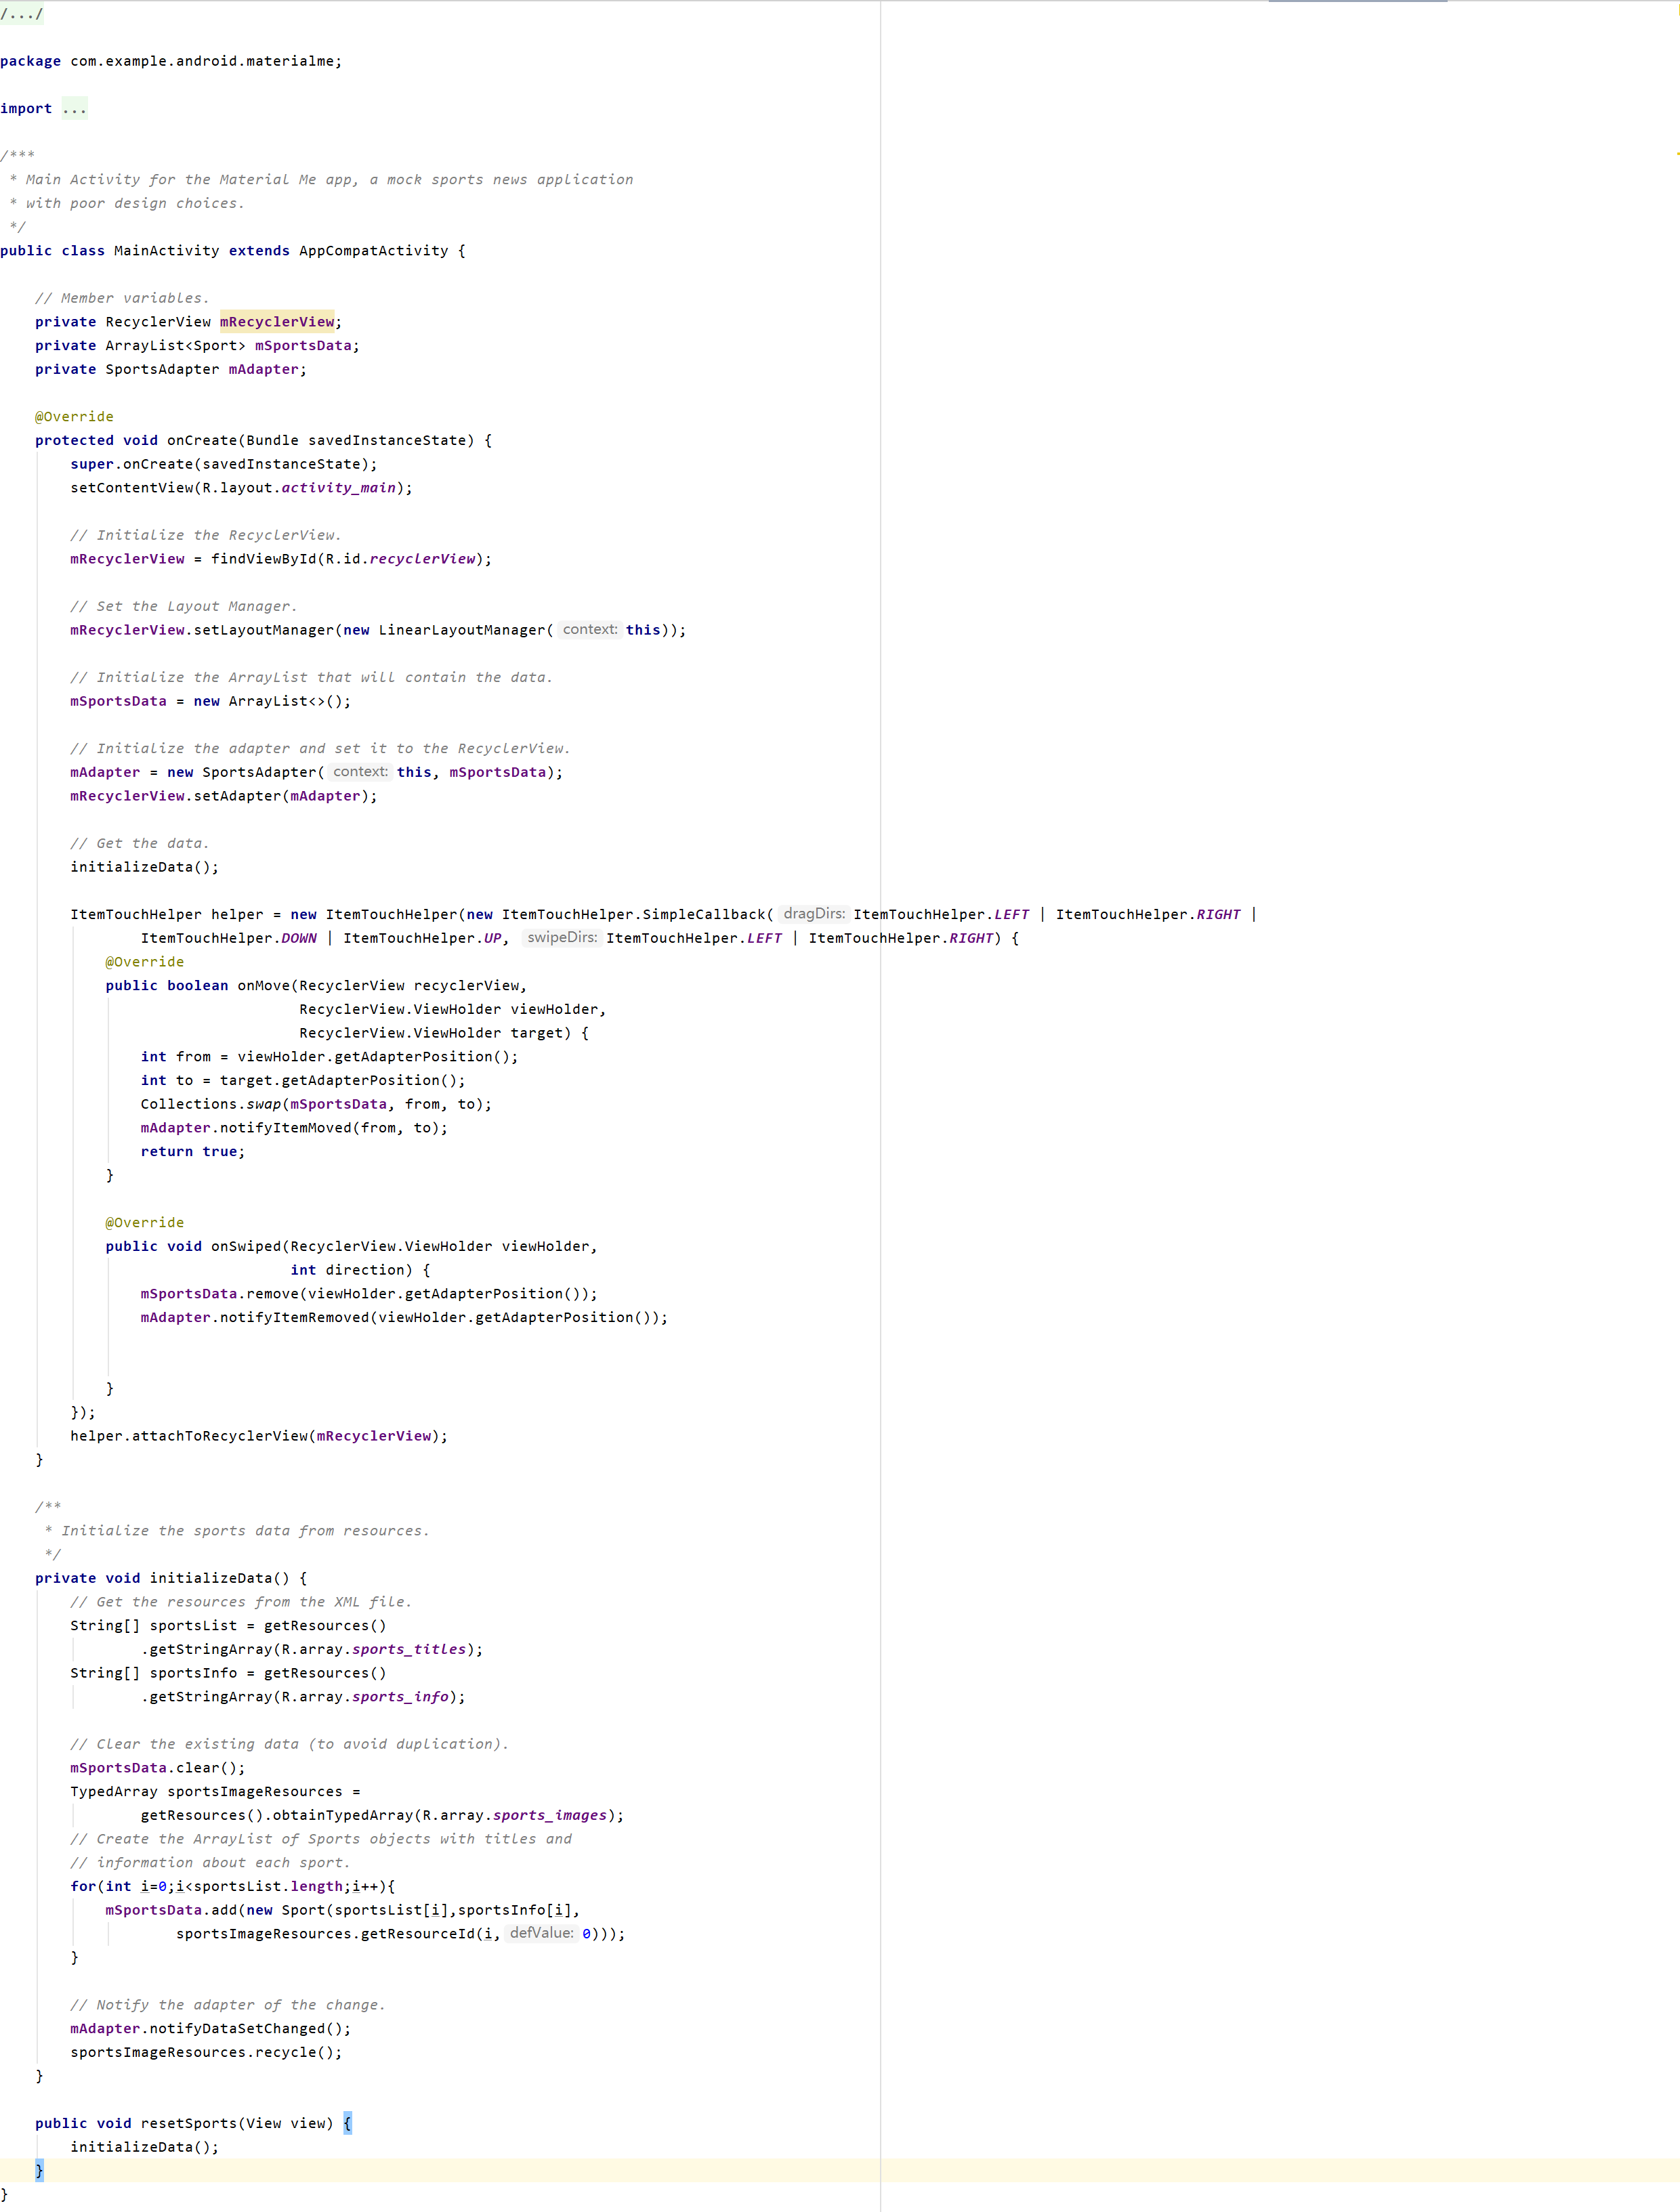 /.../
package com.example.android.materialme;
import ...
/***
 * Main Activity for the Material Me app, a mock sports news application
 * with poor design choices.
 */
public class MainActivity extends AppCompatActivity {
    // Member variables.
    private RecyclerView mRecyclerView;
    private ArrayList<Sport> mSportsData;
    private SportsAdapter mAdapter;
    @Override
    protected void onCreate(Bundle savedInstanceState) {
        super.onCreate(savedInstanceState);
        setContentView(R.layout.activity_main);
        // Initialize the RecyclerView.
        mRecyclerView = findViewById(R.id.recyclerView);
        // Set the Layout Manager.
        mRecyclerView.setLayoutManager(new LinearLayoutManager( context: this));
        // Initialize the ArrayList that will contain the data.
        mSportsData = new ArrayList<>();
        // Initialize the adapter and set it to the RecyclerView.
        mAdapter = new SportsAdapter( context: this, mSportsData);
        mRecyclerView.setAdapter(mAdapter);
        // Get the data.
        initializeData();
        ItemTouchHelper helper = new ItemTouchHelper(new ItemTouchHelper.SimpleCallback( dragDirs: ItemTouchHelper.LEFT | ItemTouchHelper.RIGHT |
                ItemTouchHelper.DOWN | ItemTouchHelper.UP, swipeDirs: ItemTouchHelper.LEFT | ItemTouchHelper.RIGHT) {
            @Override
            public boolean onMove(RecyclerView recyclerView,
                                  RecyclerView.ViewHolder viewHolder,
                                  RecyclerView.ViewHolder target) {
                int from = viewHolder.getAdapterPosition();
                int to = target.getAdapterPosition();
                Collections.swap(mSportsData, from, to);
                mAdapter.notifyItemMoved(from, to);
                return true;
            }
            @Override
            public void onSwiped(RecyclerView.ViewHolder viewHolder,
                                 int direction) {
                mSportsData.remove(viewHolder.getAdapterPosition());
                mAdapter.notifyItemRemoved(viewHolder.getAdapterPosition());
            }
        });
        helper.attachToRecyclerView(mRecyclerView);
    }
    /**
     * Initialize the sports data from resources.
     */
    private void initializeData() {
        // Get the resources from the XML file.
        String[] sportsList = getResources()
                .getStringArray(R.array.sports_titles);
        String[] sportsInfo = getResources()
                .getStringArray(R.array.sports_info);
        // Clear the existing data (to avoid duplication).
        mSportsData.clear();
        TypedArray sportsImageResources =
                getResources().obtainTypedArray(R.array.sports_images);
        // Create the ArrayList of Sports objects with titles and
        // information about each sport.
        for(int i=0;i<sportsList.length;i++){
            mSportsData.add(new Sport(sportsList[i],sportsInfo[i],
                    sportsImageResources.getResourceId(i, defValue: 0)));
        }
        // Notify the adapter of the change.
        mAdapter.notifyDataSetChanged();
        sportsImageResources.recycle();
    }
    public void resetSports(View view) {
        initializeData();
    }
}